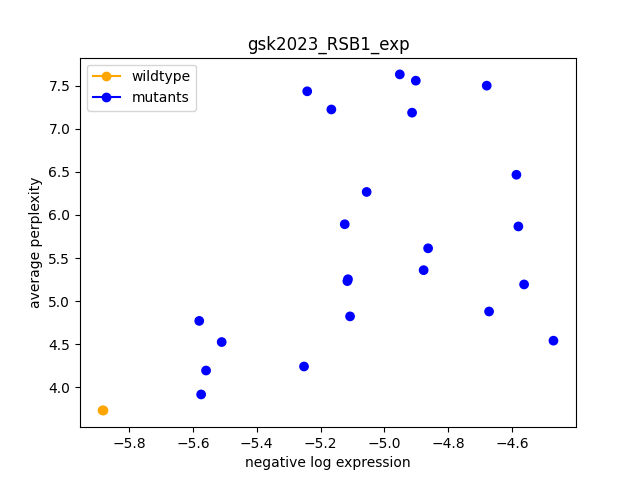 gsk2023_RSB1_exp
wildtype
mutants
average perplexity
7.5
7.0
6.5
6.0
5.5
5.0
4.5
4.0
−5.8 −5.6 −5.4 −5.2 −5.0 −4.8 −4.6
negative log expression